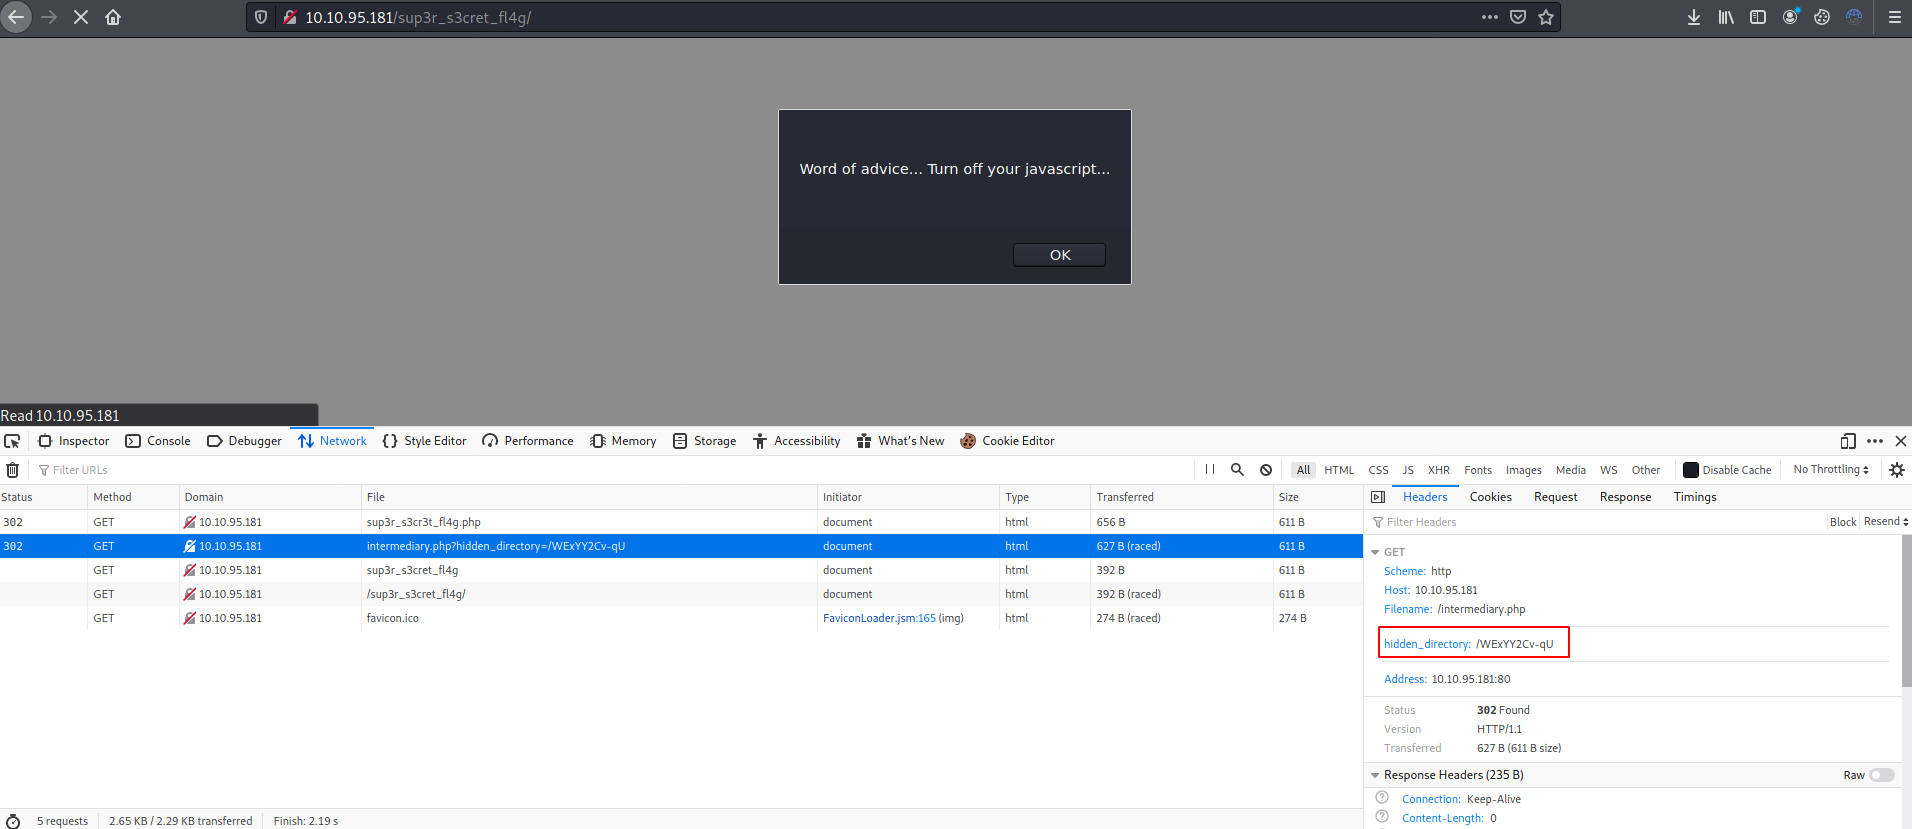 10.10.95.181/sup3r_s3cret_fl4g/
Word of advice... Turn off your javascript...
OK
Read 10.10.95.181
Inspector Console Debugger Network Style Editor Performance Memory Storage Accessibility What's New Cookie Editor
Filter URLs All HTML CSS JS XHR Fonts Images Media WS Other Disable Cache No Throttling
Status Method Domain File Initiator Type Transferred Size
302 GET 10.10.95.181 sup3r_s3cr3t_fl4g.php document html 656 B 611 B
302 GET 10.10.95.181 intermediary.php?hidden_directory=/WExYY2Cv-qU document html 627 B (raced) 611 B
GET 10.10.95.181 sup3r_s3cret_fl4g document html 392 B 611 B
GET 10.10.95.181 /sup3r_s3cret_fl4g/ document html 392 B (raced) 611 B
GET 10.10.95.181 favicon.ico FaviconLoader.jsm:165 (img) html 274 B (raced) 274 B
5 requests 2.65 KB / 2.29 KB transferred Finish: 2.19 s
Headers Cookies Request Response Timings
Filter Headers Block Resend
GET
Scheme: http
Host: 10.10.95.181
Filename: /intermediary.php
hidden_directory: /WExYY2Cv-qU
Address: 10.10.95.181:80
Status 302 Found
Version HTTP/1.1
Transferred 627 B (611 B size)
Response Headers (235 B) Raw
? Connection: Keep-Alive
? Content-Length: 0